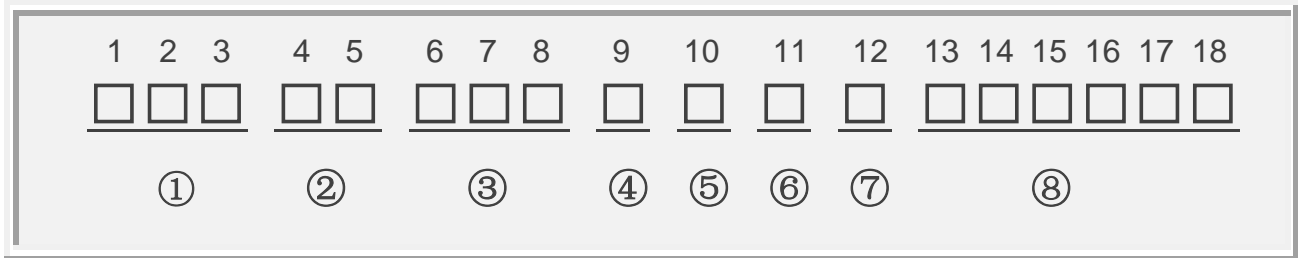 1 2 3 4 5 6 7 8 9 10 11 12 13 14 15 16 17 18
□□□ □□ □□□ □ □ □ □ □□□□□□
① ② ③ ④ ⑤ ⑥ ⑦ ⑧